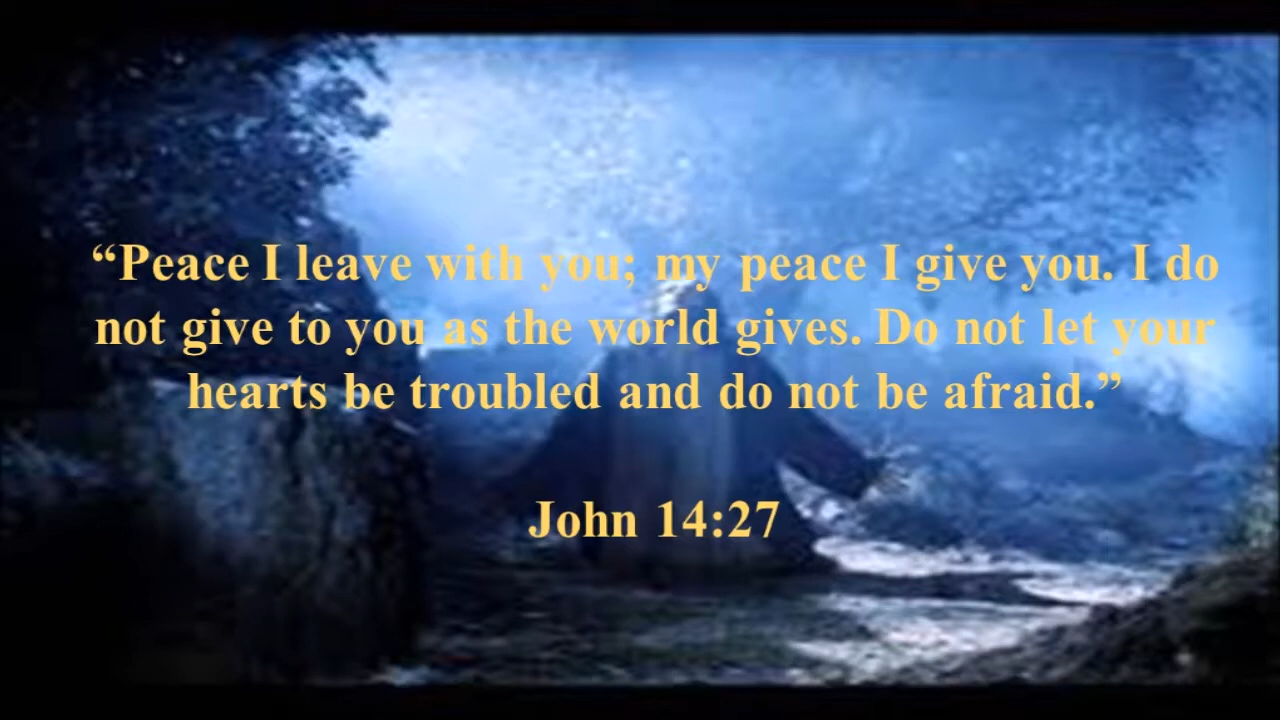 “Peace I leave with you; my peace I give you. I do
not give to you as the world gives. Do not let your
hearts be troubled and do not be afraid.”
John 14:27